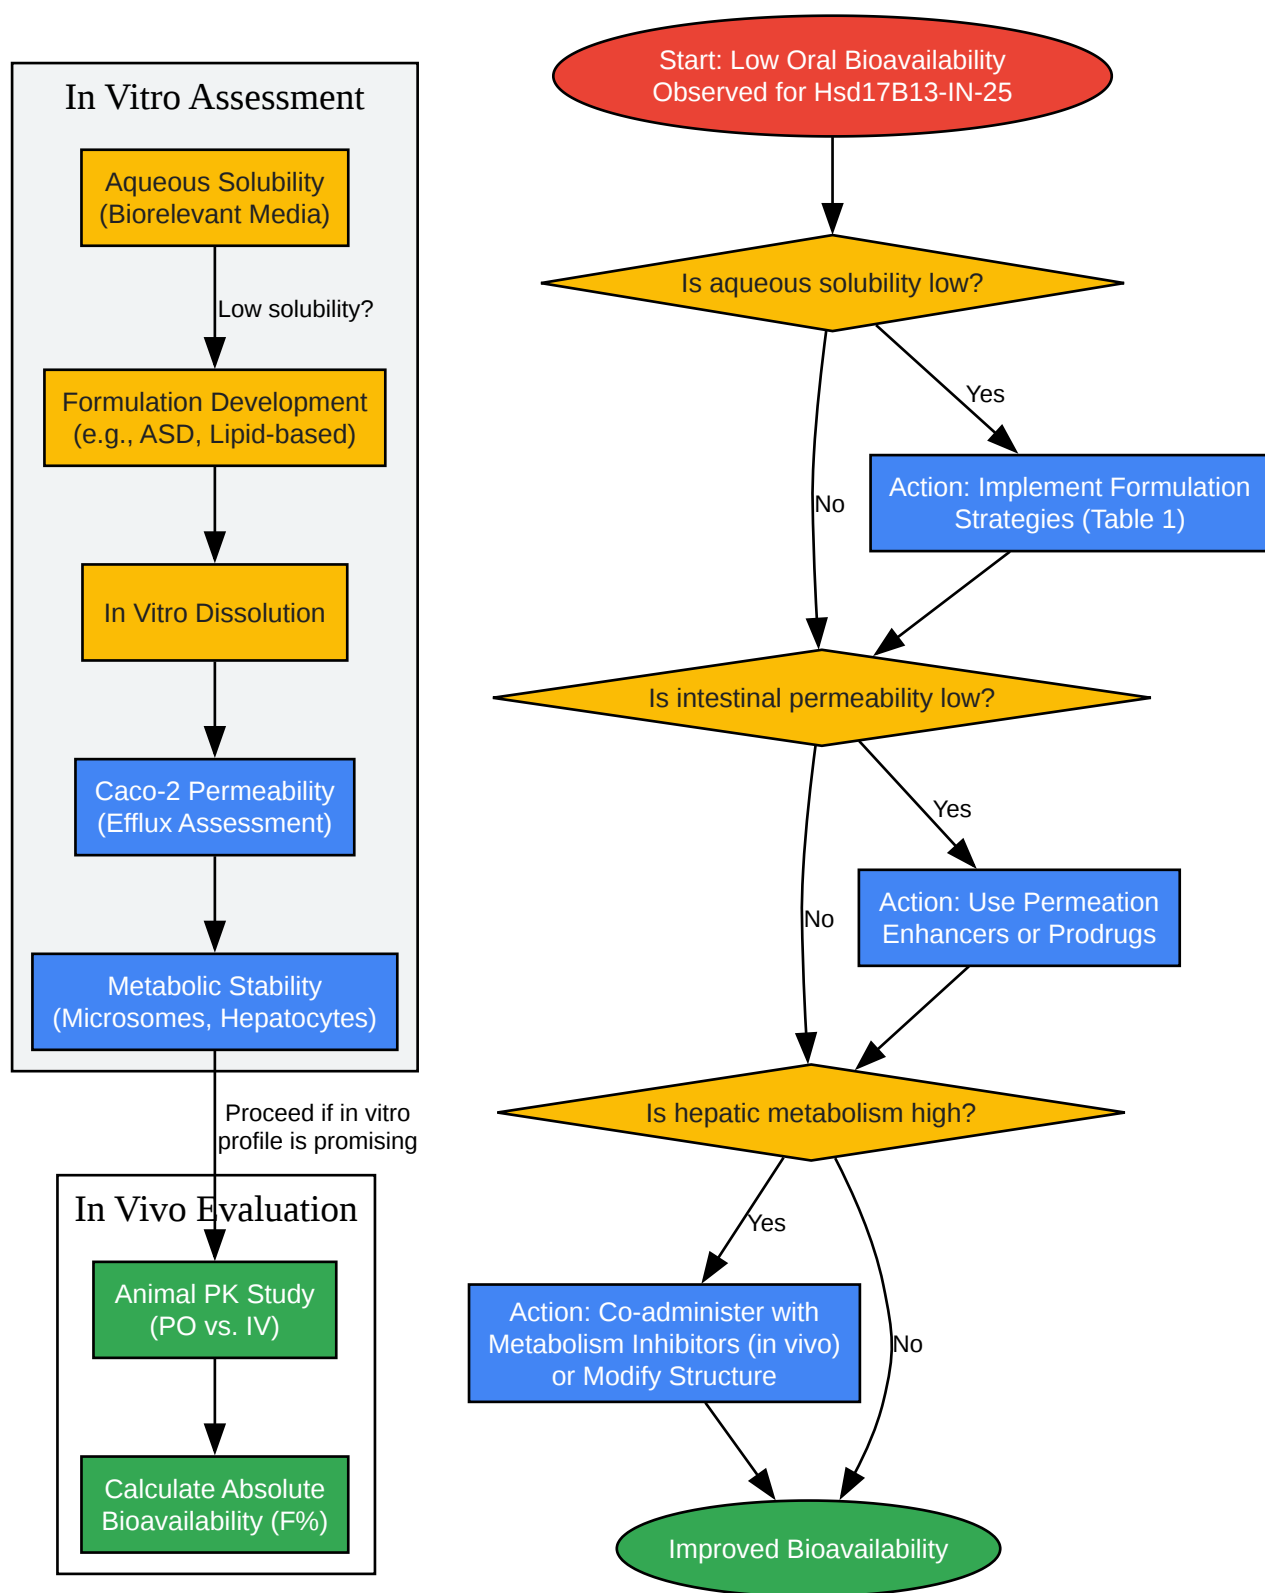 In Vitro Assessment
Aqueous Solubility
(Biorelevant Media)
Low solubility?
Formulation Development
(e.g., ASD, Lipid-based)
In Vitro Dissolution
Caco-2 Permeability
(Efflux Assessment)
Metabolic Stability
(Microsomes, Hepatocytes)
Proceed if in vitro
profile is promising
In Vivo Evaluation
Animal PK Study
(PO vs. IV)
Calculate Absolute
Bioavailability (F%)
Start: Low Oral Bioavailability
Observed for Hsd17B13-IN-25
Is aqueous solubility low?
Yes
No
Action: Implement Formulation
Strategies (Table 1)
Is intestinal permeability low?
Yes
No
Action: Use Permeation
Enhancers or Prodrugs
Is hepatic metabolism high?
Yes
No
Action: Co-administer with
Metabolism Inhibitors (in vivo)
or Modify Structure
Improved Bioavailability